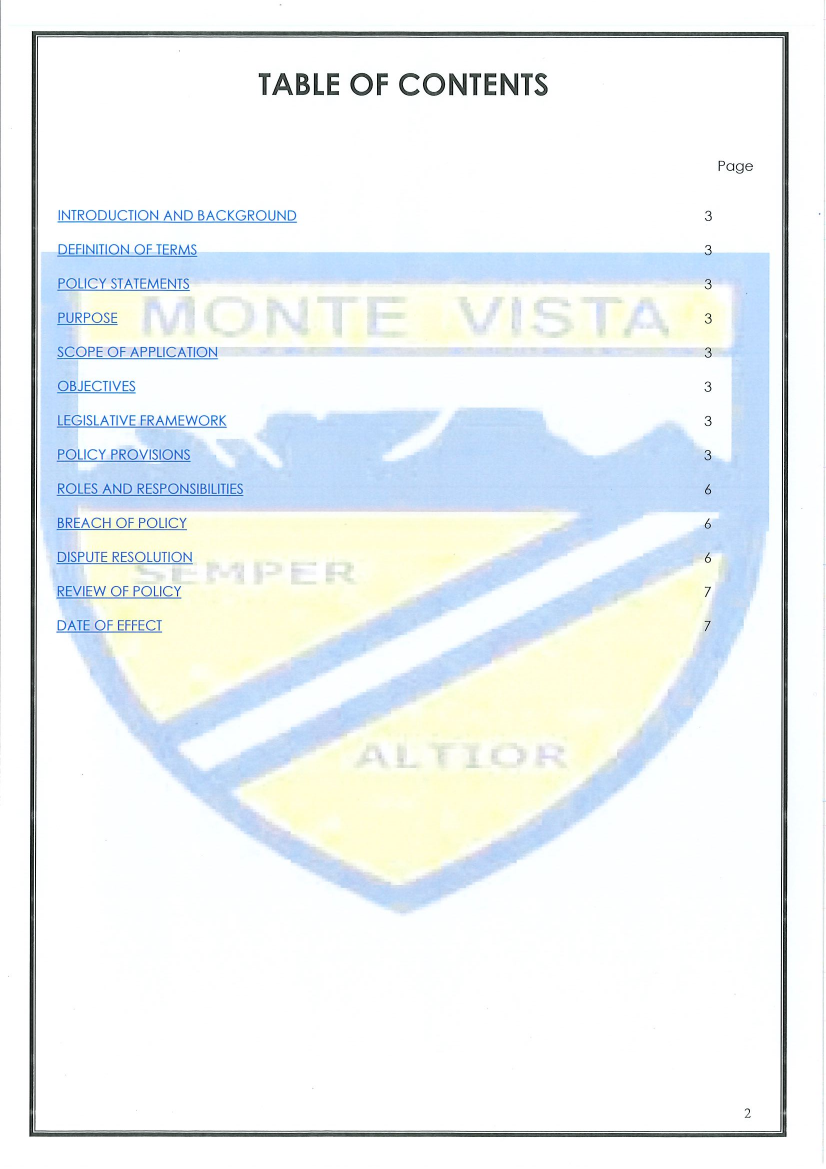 TABLE OF CONTENTS
Page
INTRODUCTION AND BACKGROUND 3
DEFINITION OF TERMS 3
POLICY STATEMENTS 3
MONTE VISTA
PURPOSE 3
SCOPE OF APPLICATION 3
OBJECTIVES 3
LEGISLATIVE FRAMEWORK 3
POLICY PROVISIONS 3
ROLES AND RESPONSIBILITIES 6
BREACH OF POLICY 6
DISPUTE RESOLUTION 6
SEMPER
REVIEW OF POLICY 7
DATE OF EFFECT 7
ALTIOR
2